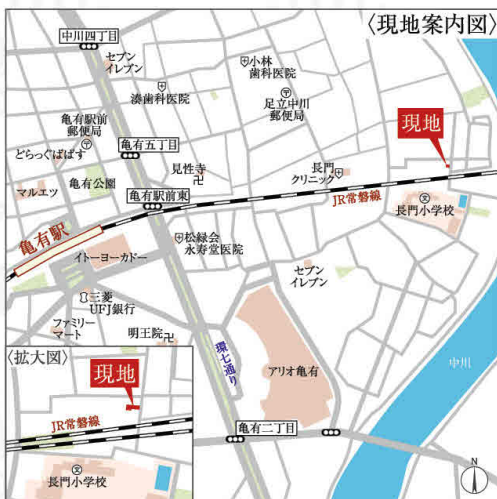 〈現地案内図〉
中川四丁目
セブン
イレブン
小林
歯科医院
湊歯科医院
足立中川
郵便局
亀有駅前
郵便局
亀有五丁目
どらっぐぱぱす
現地
見性寺
長門
クリニック
マルエツ
亀有公園
亀有駅前東
JR常磐線
文
長門小学校
亀有駅
松緑会
永寿堂医院
イトーヨーカドー
セブン
イレブン
三菱
UFJ銀行
ファミリー
マート
明王院
環七通り
中川
アリオ亀有
〈拡大図〉
現地
JR常磐線
亀有二丁目
文
長門小学校
N